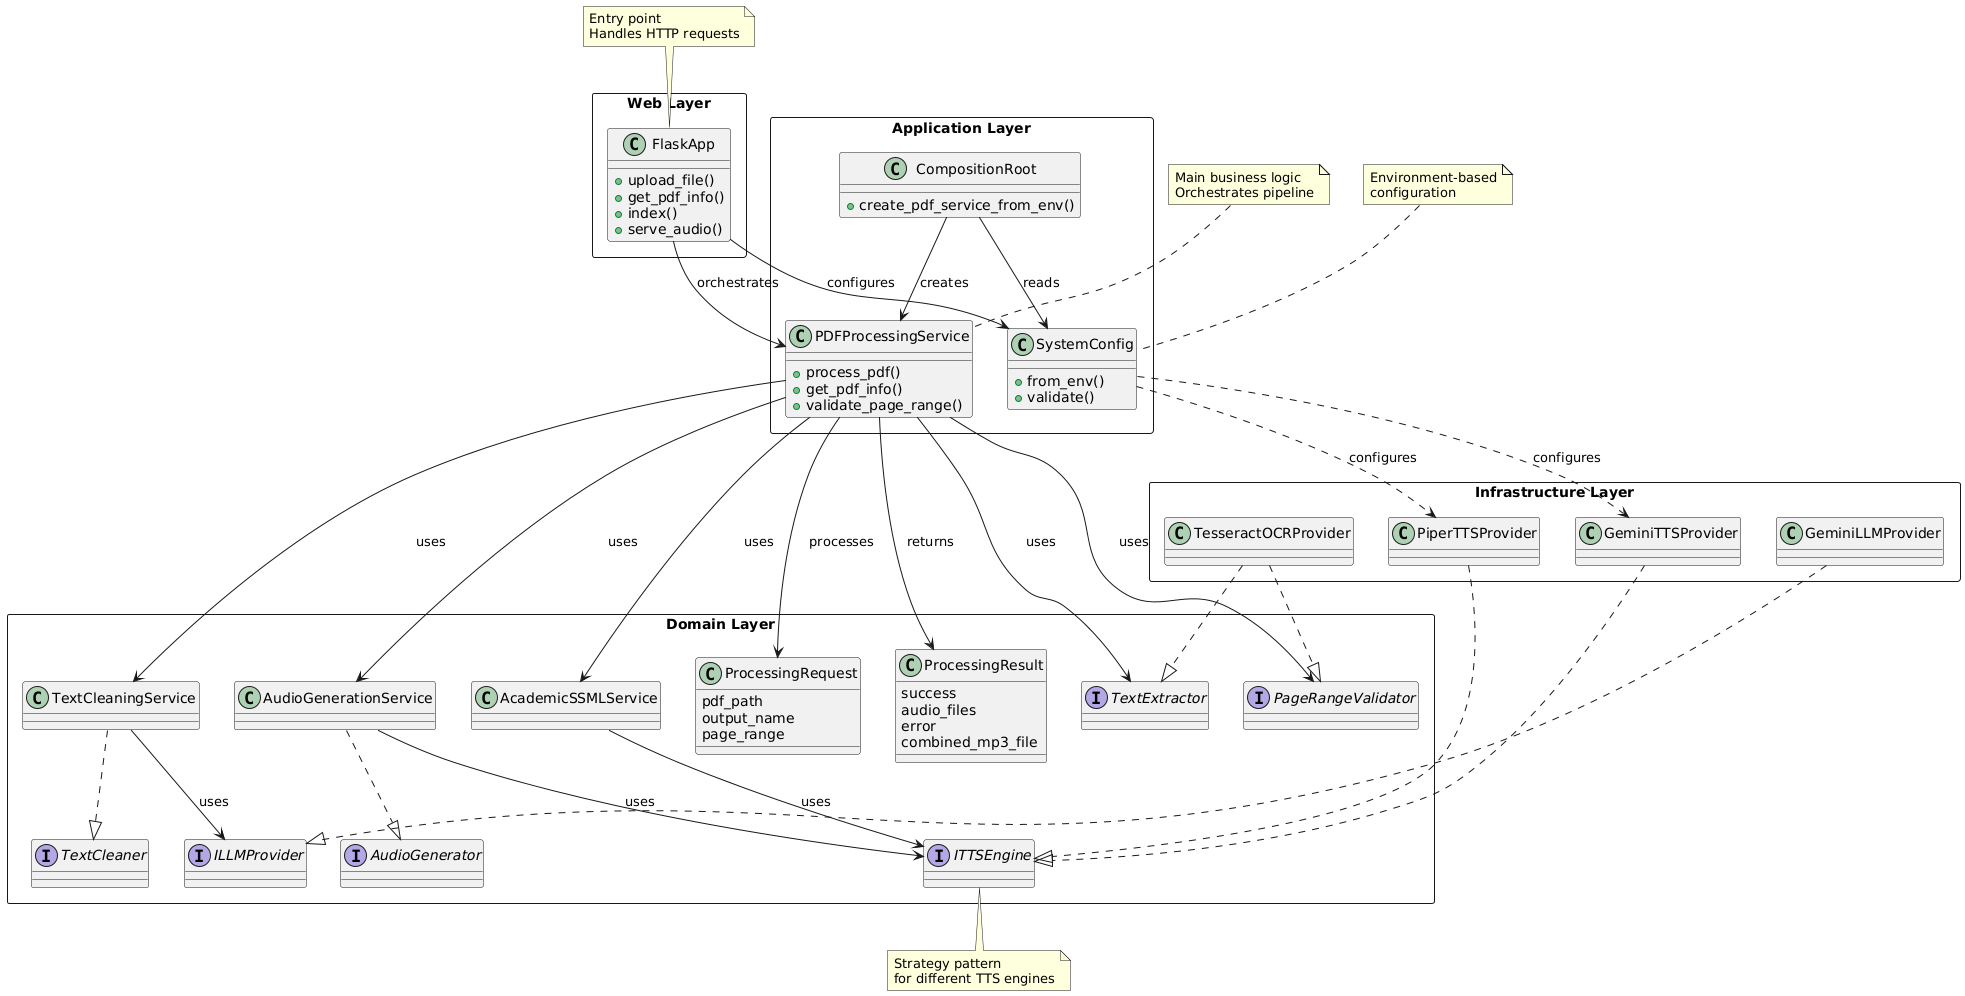 Entry point
Handles HTTP requests
Web Layer
C FlaskApp
upload_file()
get_pdf_info()
index()
serve_audio()
Application Layer
C CompositionRoot
create_pdf_service_from_env()
Main business logic
Orchestrates pipeline
Environment-based
configuration
orchestrates
configures
creates
reads
C PDFProcessingService
process_pdf()
get_pdf_info()
validate_page_range()
C SystemConfig
from_env()
validate()
configures
configures
Infrastructure Layer
C TesseractOCRProvider
C PiperTTSProvider
C GeminiTTSProvider
C GeminiLLMProvider
uses
uses
uses
processes
returns
uses
uses
Domain Layer
C TextCleaningService
C AudioGenerationService
C AcademicSSMLService
C ProcessingRequest
pdf_path
output_name
page_range
C ProcessingResult
success
audio_files
error
combined_mp3_file
I TextExtractor
I PageRangeValidator
uses
uses
uses
I TextCleaner
I ILLMProvider
I AudioGenerator
I ITTSEngine
Strategy pattern
for different TTS engines